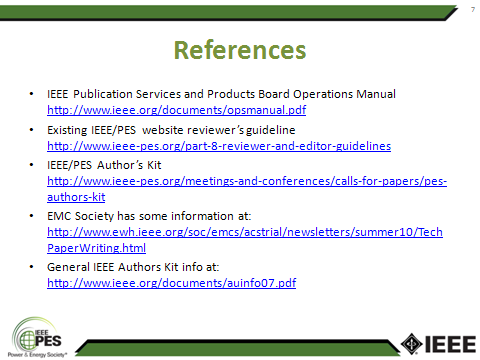 7
References
• IEEE Publication Services and Products Board Operations Manual
http://www.ieee.org/documents/opsmanual.pdf
• Existing IEEE/PES website reviewer's guideline
http://www.ieee-pes.org/part-8-reviewer-and-editor-guidelines
• IEEE/PES Author's Kit
http://www.ieee-pes.org/meetings-and-conferences/calls-for-papers/pes-
authors-kit
• EMC Society has some information at:
http://www.ewh.ieee.org/soc/emcs/acstrial/newsletters/summer10/Tech
PaperWriting.html
• General IEEE Authors Kit info at:
http://www.ieee.org/documents/auinfo07.pdf
IEEE
PES
Power & Energy Society®
IEEE